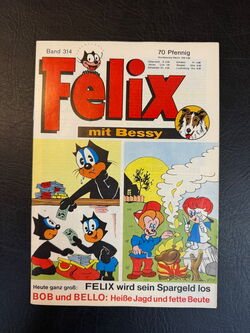 Band 314
70 Pfennig
Felix
mit Bessy
Heute ganz groß: FELIX wird sein Spargeld los
BOB und BELLO: Heiße Jagd und fette Beute